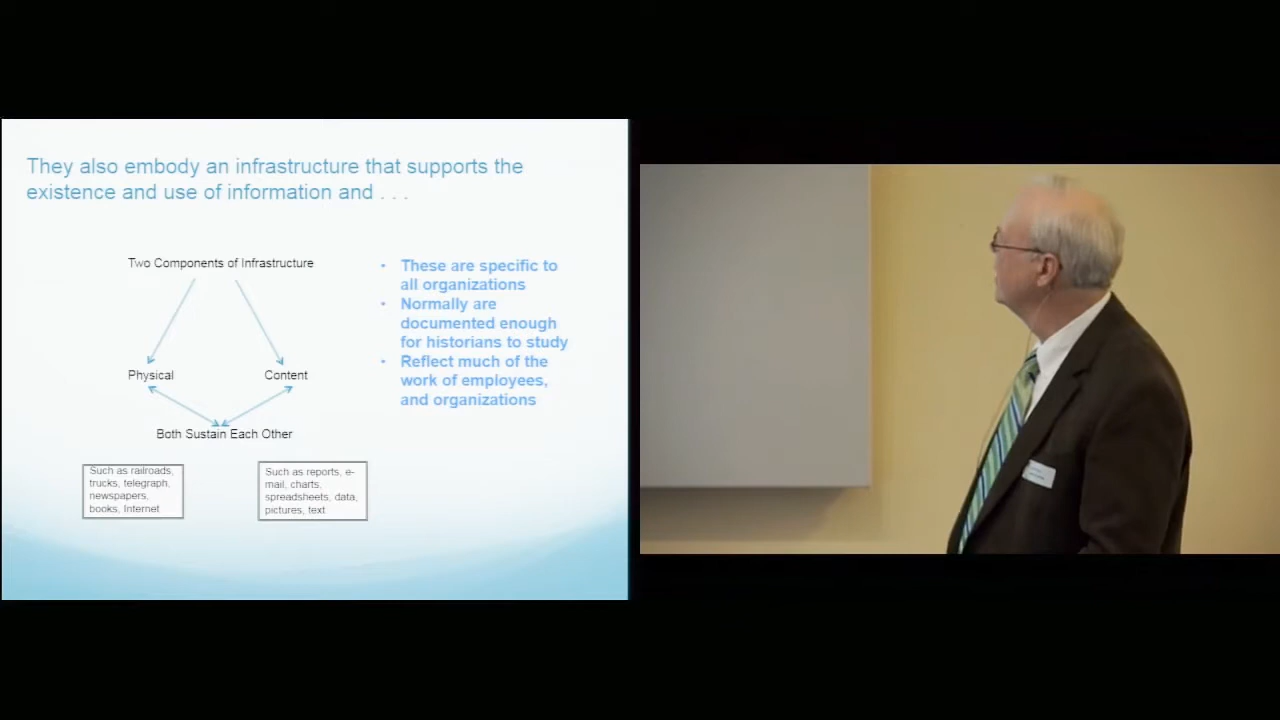 They also embody an infrastructure that supports the
existence and use of information and . . .
Two Components of Infrastructure
Physical
Content
Both Sustain Each Other
Such as railroads,
trucks, telegraph,
newspapers,
books, Internet
Such as reports, e-
mail, charts,
spreadsheets, data,
pictures, text
• These are specific to
all organizations
• Normally are
documented enough
for historians to study
• Reflect much of the
work of employees,
and organizations